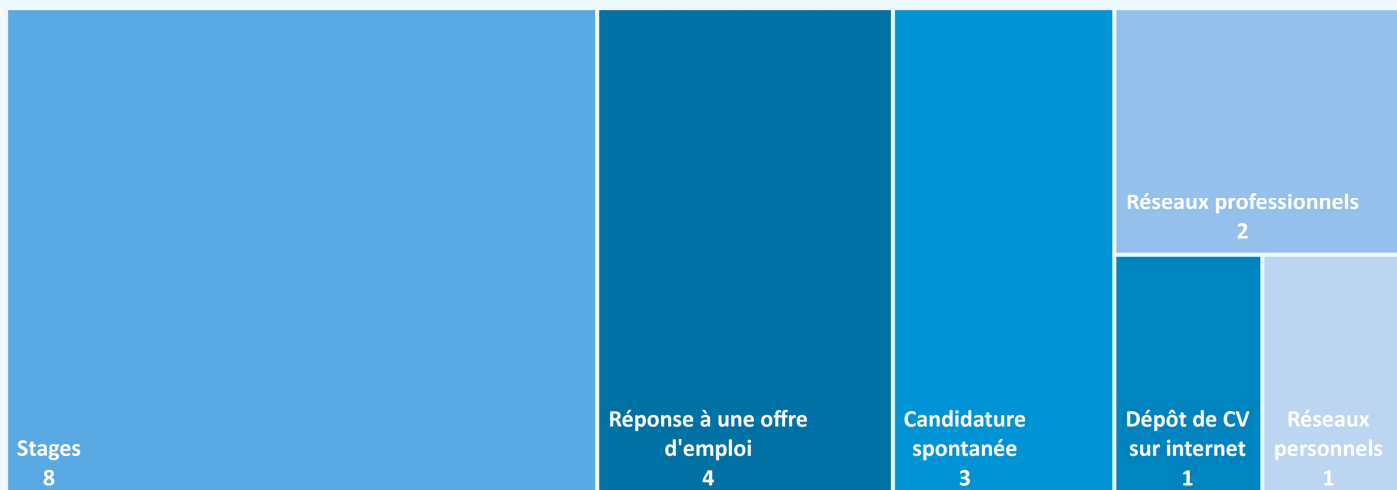 Stages
8
Réponse à une offre
d'emploi
4
Candidature
spontanée
3
Réseaux professionnels
2
Dépôt de CV
sur internet
1
Réseaux
personnels
1